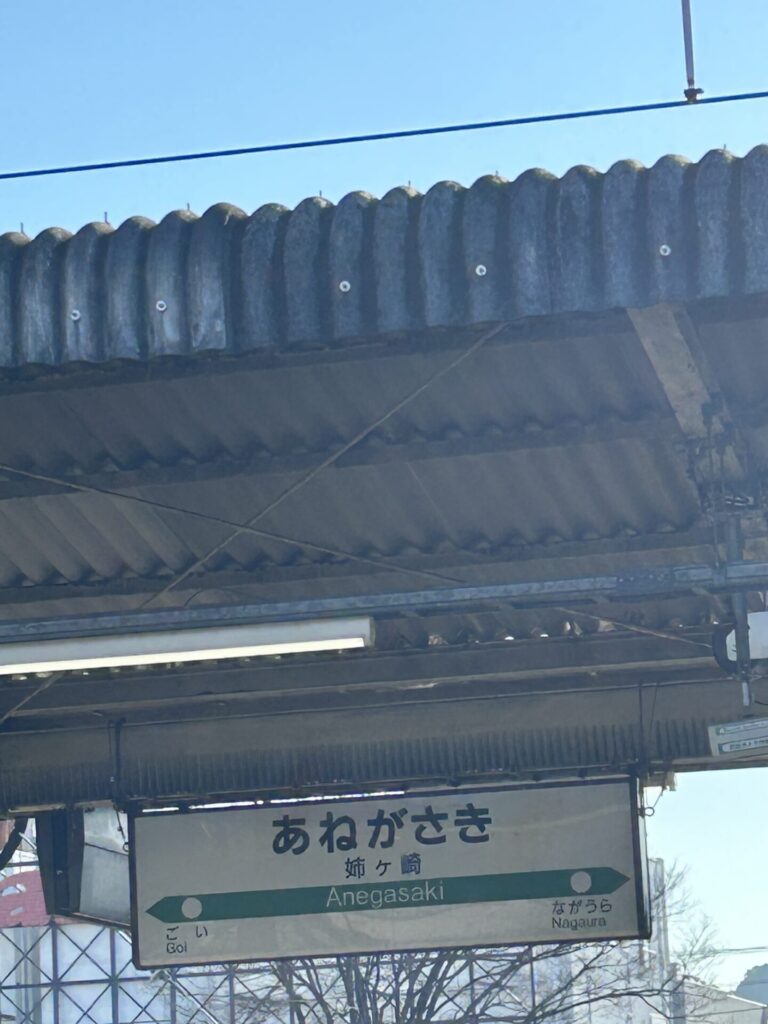 あねがさき
姉ヶ崎
Anegasaki
ごい
Goi
ながうら
Nagaura